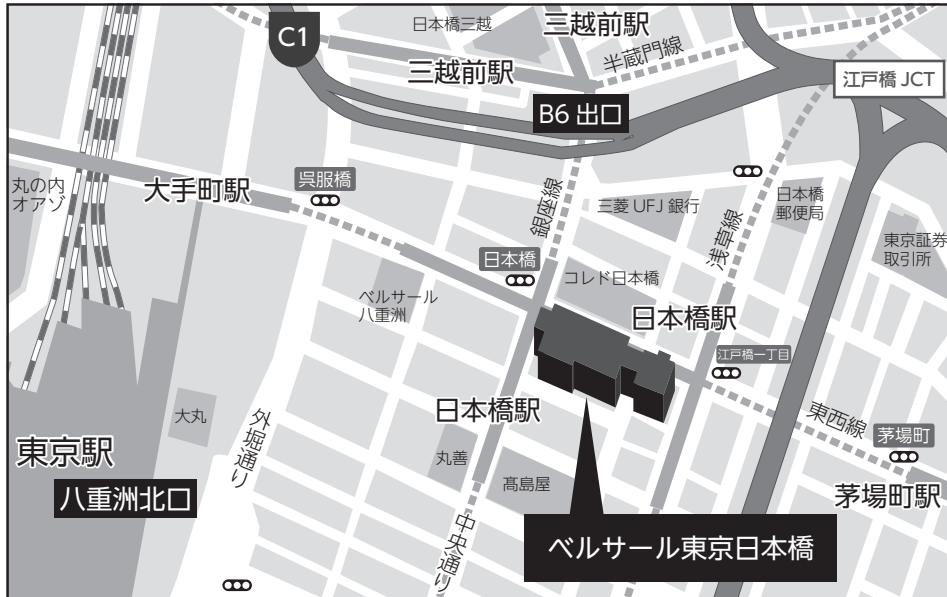 日本橋三越
三越前駅
C1
三越前駅
半蔵門線
江戸橋 JCT
B6 出口
丸の内
オアゾ
大手町駅
呉服橋
銀座線
三菱 UFJ 銀行
浅草線
日本橋
郵便局
東京証券
取引所
日本橋
コレド日本橋
ベルサール
八重洲
日本橋駅
江戸橋一丁目
大丸
外堀通り
日本橋駅
東西線
茅場町
東京駅
丸善
髙島屋
八重洲北口
茅場町駅
中央通り
ベルサール東京日本橋